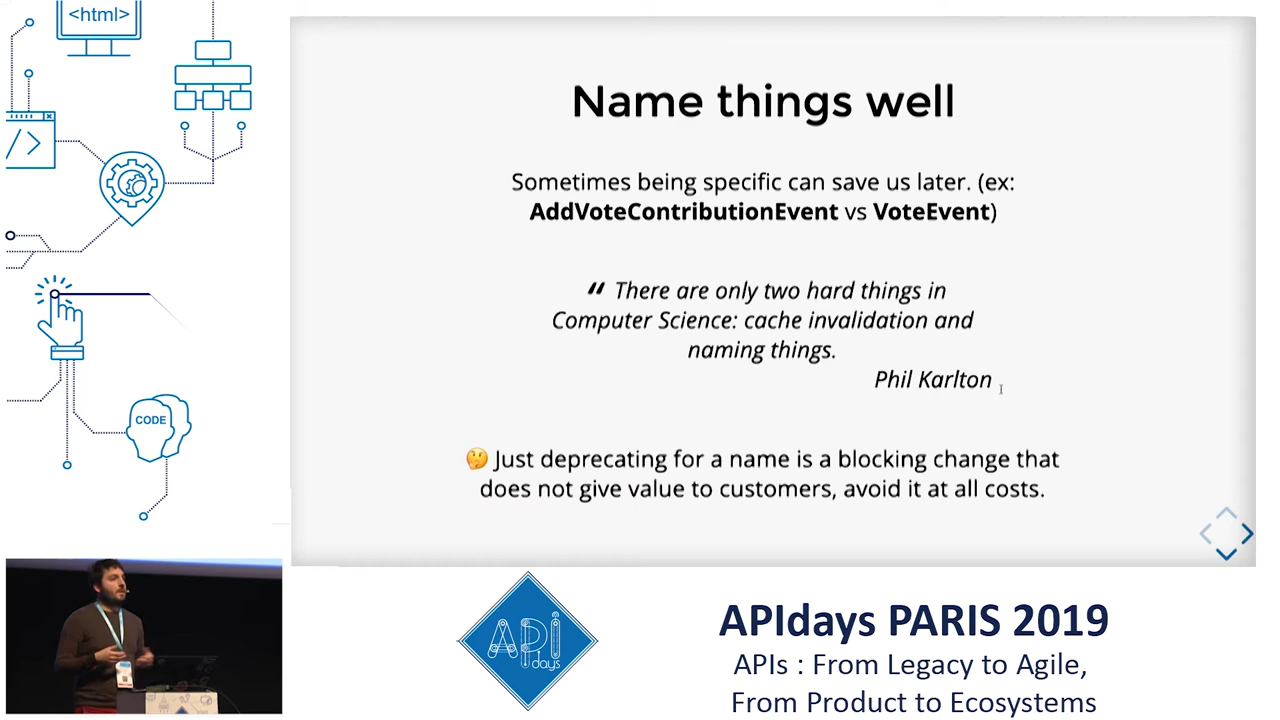 <html>
Name things well
Sometimes being specific can save us later. (ex:
AddVoteContributionEvent vs VoteEvent)
" There are only two hard things in
Computer Science: cache invalidation and
naming things.
Phil Karlton
🤔 Just deprecating for a name is a blocking change that
does not give value to customers, avoid it at all costs.
</>
CODE
API
days
APIdays PARIS 2019
APIs : From Legacy to Agile,
From Product to Ecosystems